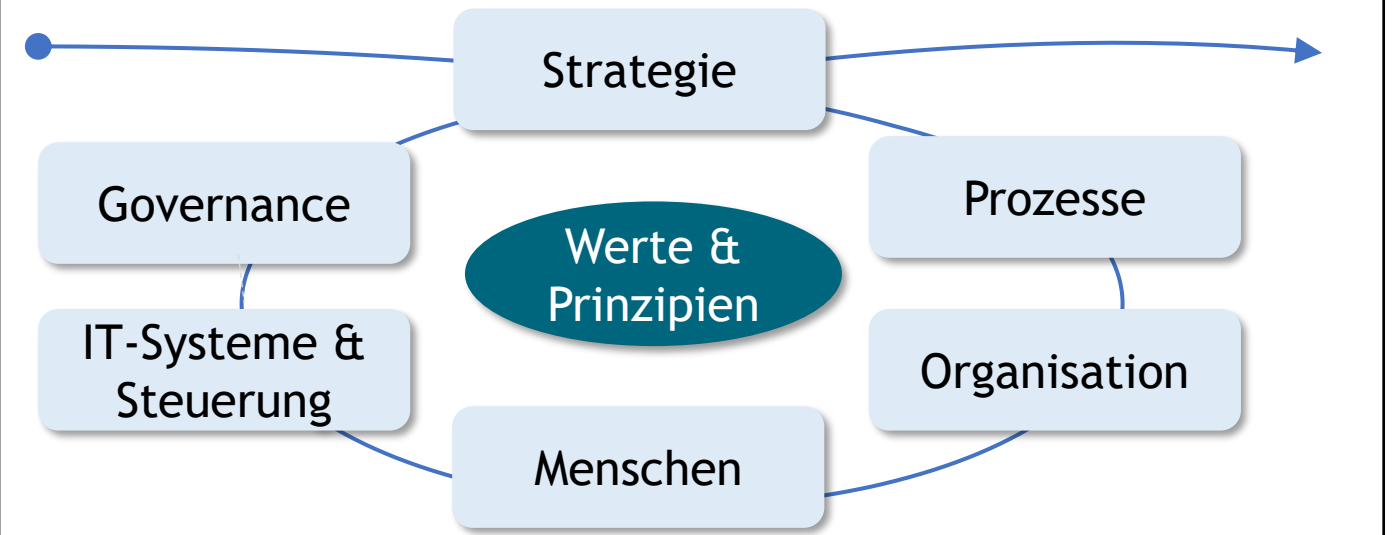 Strategie
Governance
Prozesse
Werte &
Prinzipien
IT-Systeme &
Steuerung
Organisation
Menschen